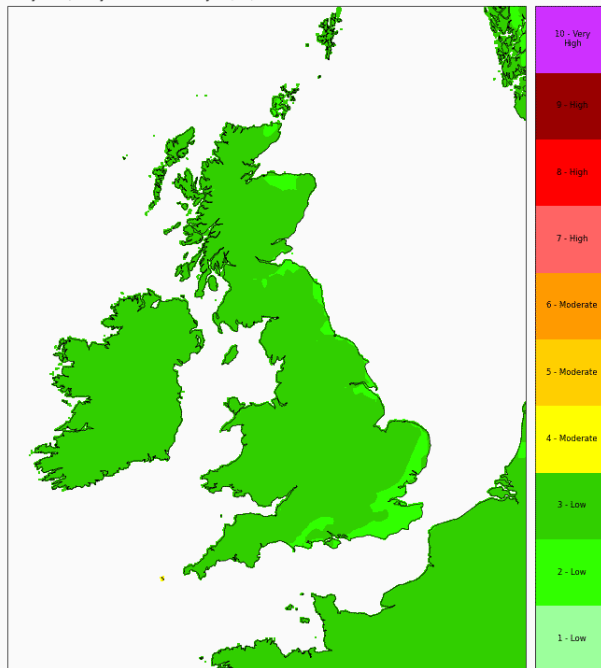 10 - Very
High
9 - High
8 - High
7 - High
6 - Moderate
5 - Moderate
4 - Moderate
3 - Low
2 - Low
1 - Low